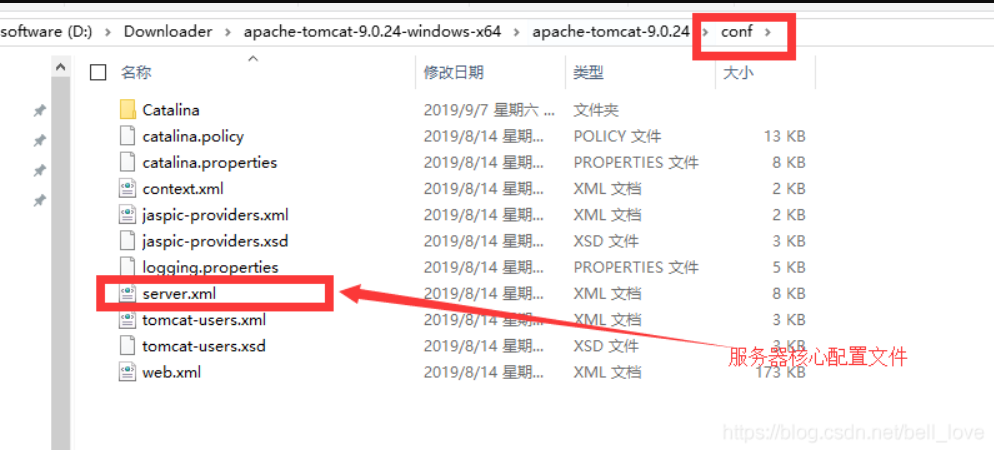 software (D:) › Downloader › apache-tomcat-9.0.24-windows-x64 › apache-tomcat-9.0.24 › conf ›
名称 修改日期 类型 大小
Catalina 2019/9/7 星期六 ... 文件夹
catalina.policy 2019/8/14 星期... POLICY 文件 13 KB
catalina.properties 2019/8/14 星期... PROPERTIES 文件 8 KB
context.xml 2019/8/14 星期... XML 文档 2 KB
jaspic-providers.xml 2019/8/14 星期... XML 文档 2 KB
jaspic-providers.xsd 2019/8/14 星期... XSD 文件 3 KB
logging.properties 2019/8/14 星期... PROPERTIES 文件 5 KB
server.xml 2019/8/14 星期... XML 文档 8 KB
tomcat-users.xml 2019/8/14 星期... XML 文档 3 KB
tomcat-users.xsd 2019/8/14 星期... XSD 文件 3 KB
服务器核心配置文件
web.xml 2019/8/14 星期... XML 文档 173 KB
https://blog.csdn.net/bell_love